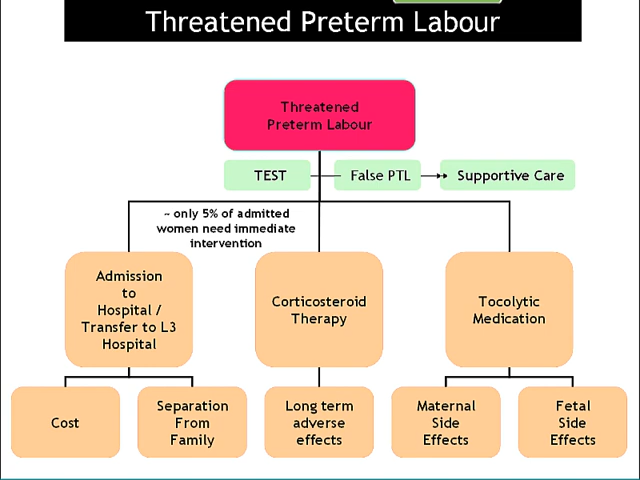 Threatened Preterm Labour
Threatened
Preterm Labour
TEST
False PTL
Supportive Care
~ only 5% of admitted
women need immediate
intervention
Admission
to
Hospital /
Transfer to L3
Hospital
Corticosteroid
Therapy
Tocolytic
Medication
Cost
Separation
From
Family
Long term
adverse
effects
Maternal
Side
Effects
Fetal
Side
Effects